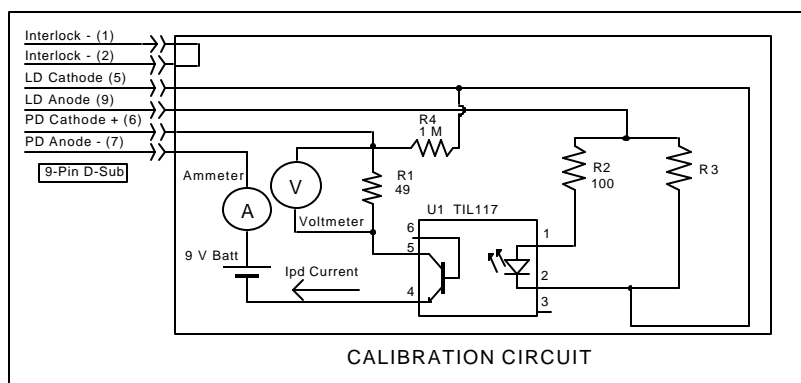 Interlock - (1)
Interlock - (2)
LD Cathode (5)
LD Anode (9)
PD Cathode + (6)
PD Anode - (7)
9-Pin D-Sub
Ammeter
A
9 V Batt
Ipd Current
V
Voltmeter
R4
1 M
R1
49
U1 TIL117
6
5
4
1
2
3
R2
100
R3
CALIBRATION CIRCUIT